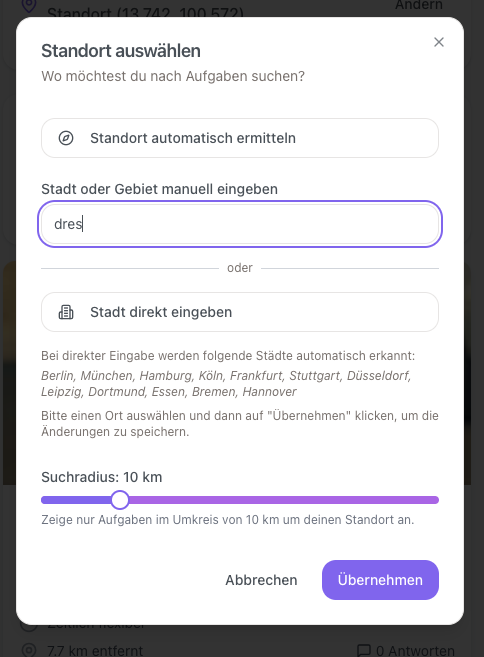 Standort (13.742, 100.572)
Ändern
Standort auswählen
Wo möchtest du nach Aufgaben suchen?
Standort automatisch ermitteln
Stadt oder Gebiet manuell eingeben
dres
oder
Stadt direkt eingeben
Bei direkter Eingabe werden folgende Städte automatisch erkannt:
Berlin, München, Hamburg, Köln, Frankfurt, Stuttgart, Düsseldorf,
Leipzig, Dortmund, Essen, Bremen, Hannover
Bitte einen Ort auswählen und dann auf "Übernehmen" klicken, um die
Änderungen zu speichern.
Suchradius: 10 km
Zeige nur Aufgaben im Umkreis von 10 km um deinen Standort an.
Abbrechen
Übernehmen
Zeitlich flexibel
7.7 km entfernt
0 Antworten